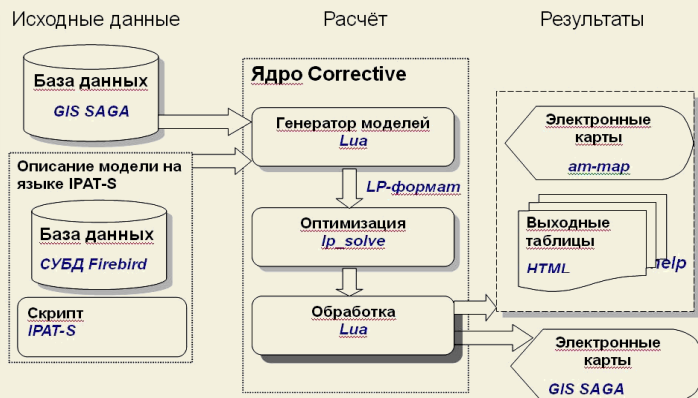 Исходные данные
Расчёт
Результаты
База данных
GIS SAGA
Описание модели на
языке IPAT-S
База данных
СУБД Firebird
Скрипт
IPAT-S
Ядро Corrective
Генератор моделей
Lua
LP-формат
Оптимизация
lp_solve
Обработка
Lua
Электронные
карты
am-map
Выходные
таблицы
HTML
help
Электронные
карты
GIS SAGA